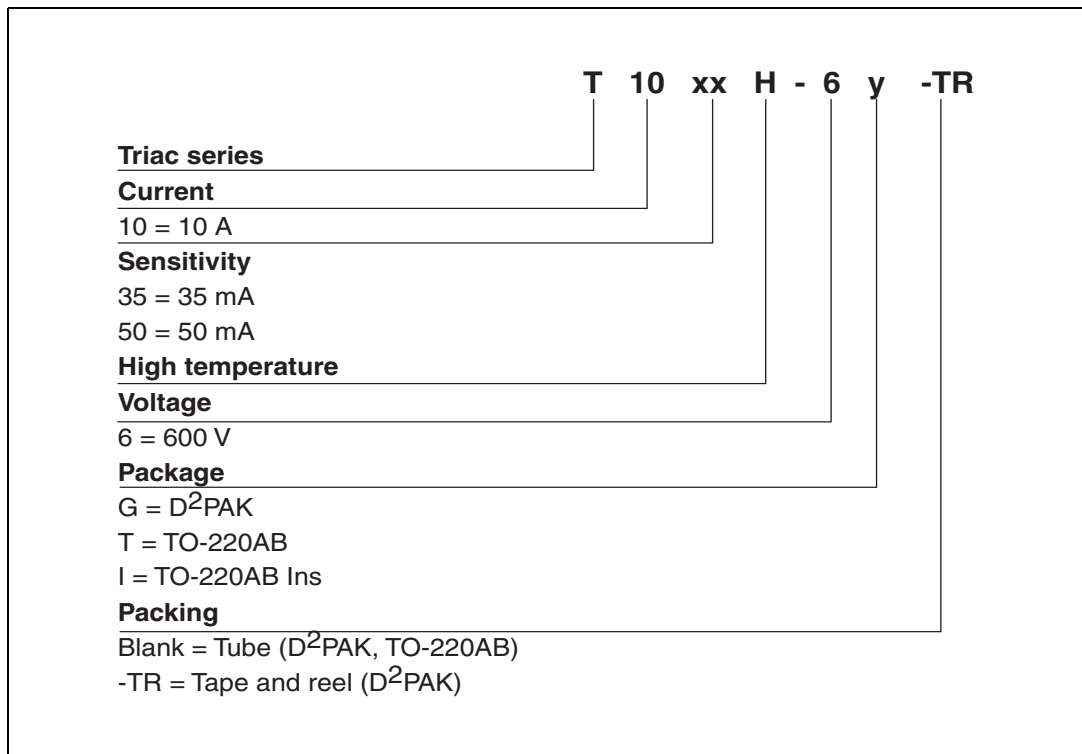 T 10 xx H - 6 y -TR
Triac series
Current
10 = 10 A
Sensitivity
35 = 35 mA
50 = 50 mA
High temperature
Voltage
6 = 600 V
Package
G = D²PAK
T = TO-220AB
I = TO-220AB Ins
Packing
Blank = Tube (D²PAK, TO-220AB)
-TR = Tape and reel (D²PAK)